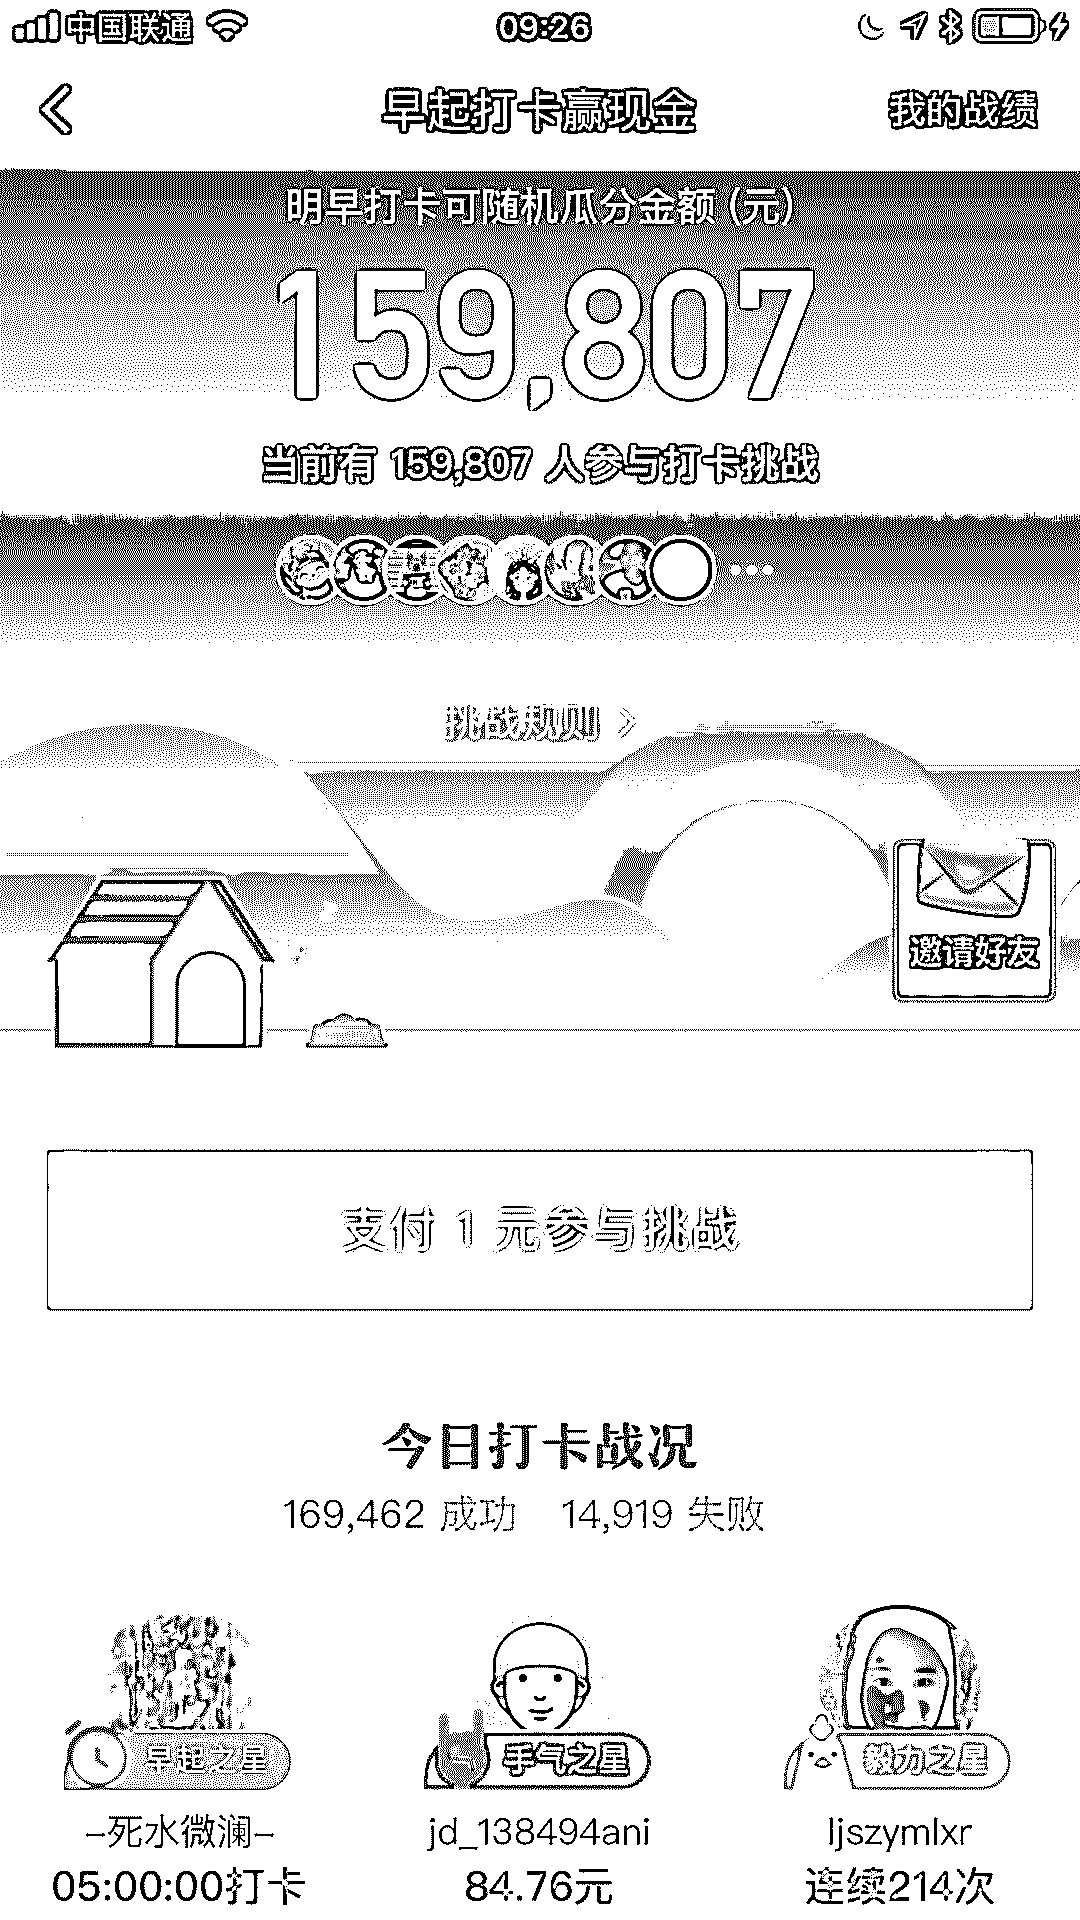 中国联通 09:26
早起打卡赢现金 我的战绩
明早打卡可随机瓜分金额(元)
159,807
当前有 159,807 人参与打卡挑战
挑战规则
邀请好友
支付 1 元参与挑战
今日打卡战况
169,462 成功 14,919 失败
早起之星 手气之星 毅力之星
–死水微澜– jd_138494ani ljszymlxr
05:00:00打卡 84.76元 连续214次